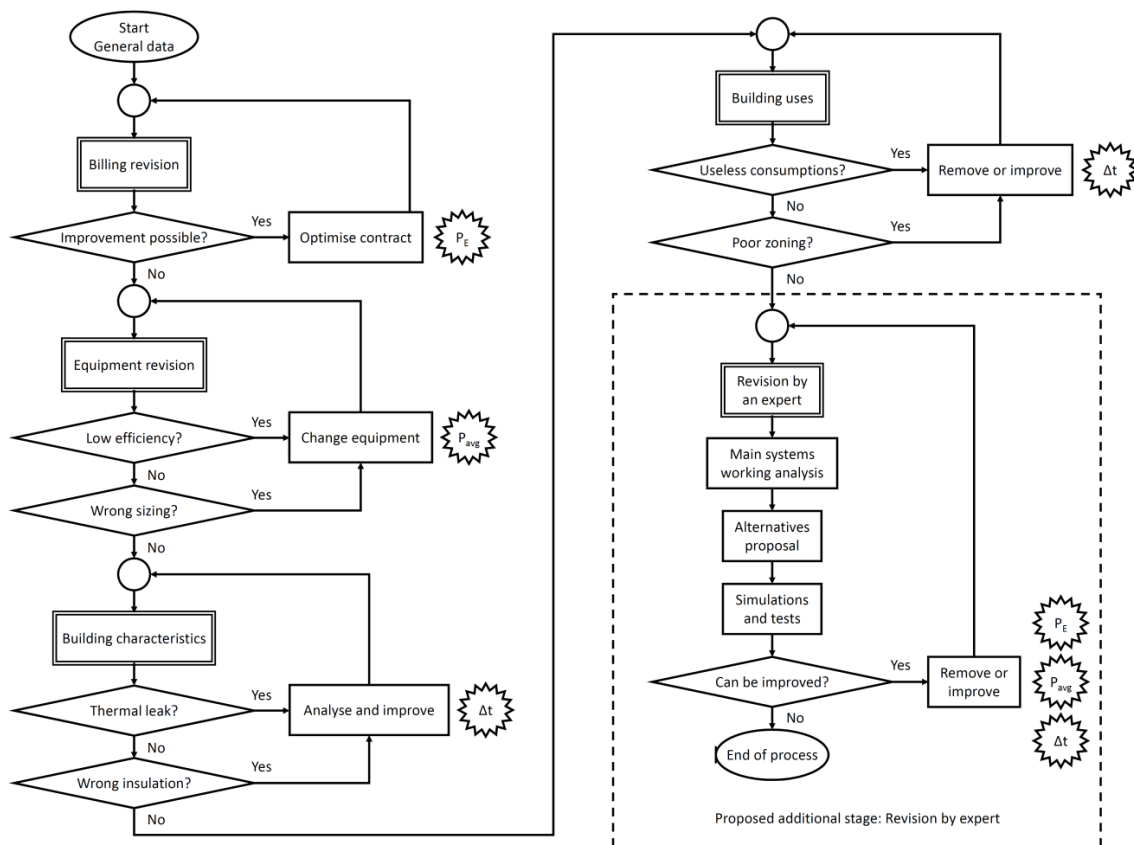 Start
General data
Billing revision
Improvement possible?
Yes
Optimise contract
P_E
No
Equipment revision
Low efficiency?
Yes
Change equipment
P_avg
No
Wrong sizing?
Yes
No
Building characteristics
Thermal leak?
Yes
Analyse and improve
Δt
No
Wrong insulation?
Yes
No
Building uses
Useless consumptions?
Yes
Remove or improve
Δt
No
Poor zoning?
Yes
No
Revision by
an expert
Main systems
working analysis
Alternatives
proposal
Simulations
and tests
Can be improved?
Yes
Remove or
improve
P_E
P_avg
Δt
No
End of process
Proposed additional stage: Revision by expert